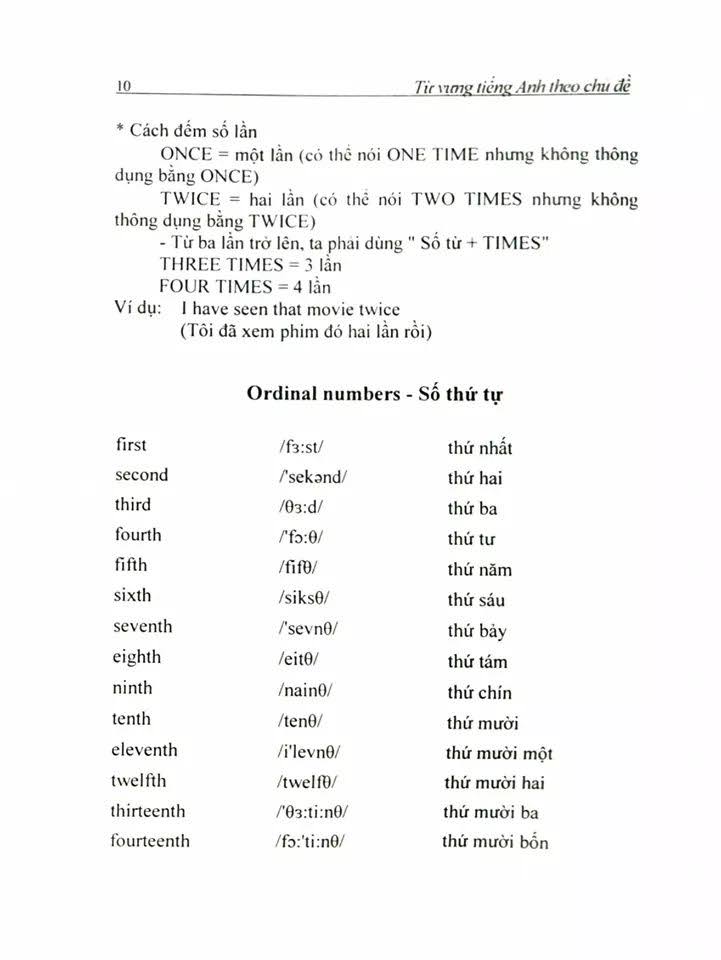 10 Từ vựng tiếng Anh theo chủ đề
* Cách đếm số lần
ONCE = một lần (có thể nói ONE TIME nhưng không thông
dụng bằng ONCE)
TWICE = hai lần (có thể nói TWO TIMES nhưng không
thông dụng bằng TWICE)
- Từ ba lần trở lên, ta phải dùng " Số từ + TIMES"
THREE TIMES = 3 lần
FOUR TIMES = 4 lần
Ví dụ: I have seen that movie twice
(Tôi đã xem phim đó hai lần rồi)
Ordinal numbers - Số thứ tự
first /fɜ:st/ thứ nhất
second /'sekənd/ thứ hai
third /θɜ:d/ thứ ba
fourth /'fɔ:θ/ thứ tư
fifth /fifθ/ thứ năm
sixth /siksθ/ thứ sáu
seventh /'sevnθ/ thứ bảy
eighth /eitθ/ thứ tám
ninth /nainθ/ thứ chín
tenth /tenθ/ thứ mười
eleventh /i'levnθ/ thứ mười một
twelfth /twelfθ/ thứ mười hai
thirteenth /'θɜ:ti:nθ/ thứ mười ba
fourteenth /fɔ:'ti:nθ/ thứ mười bốn